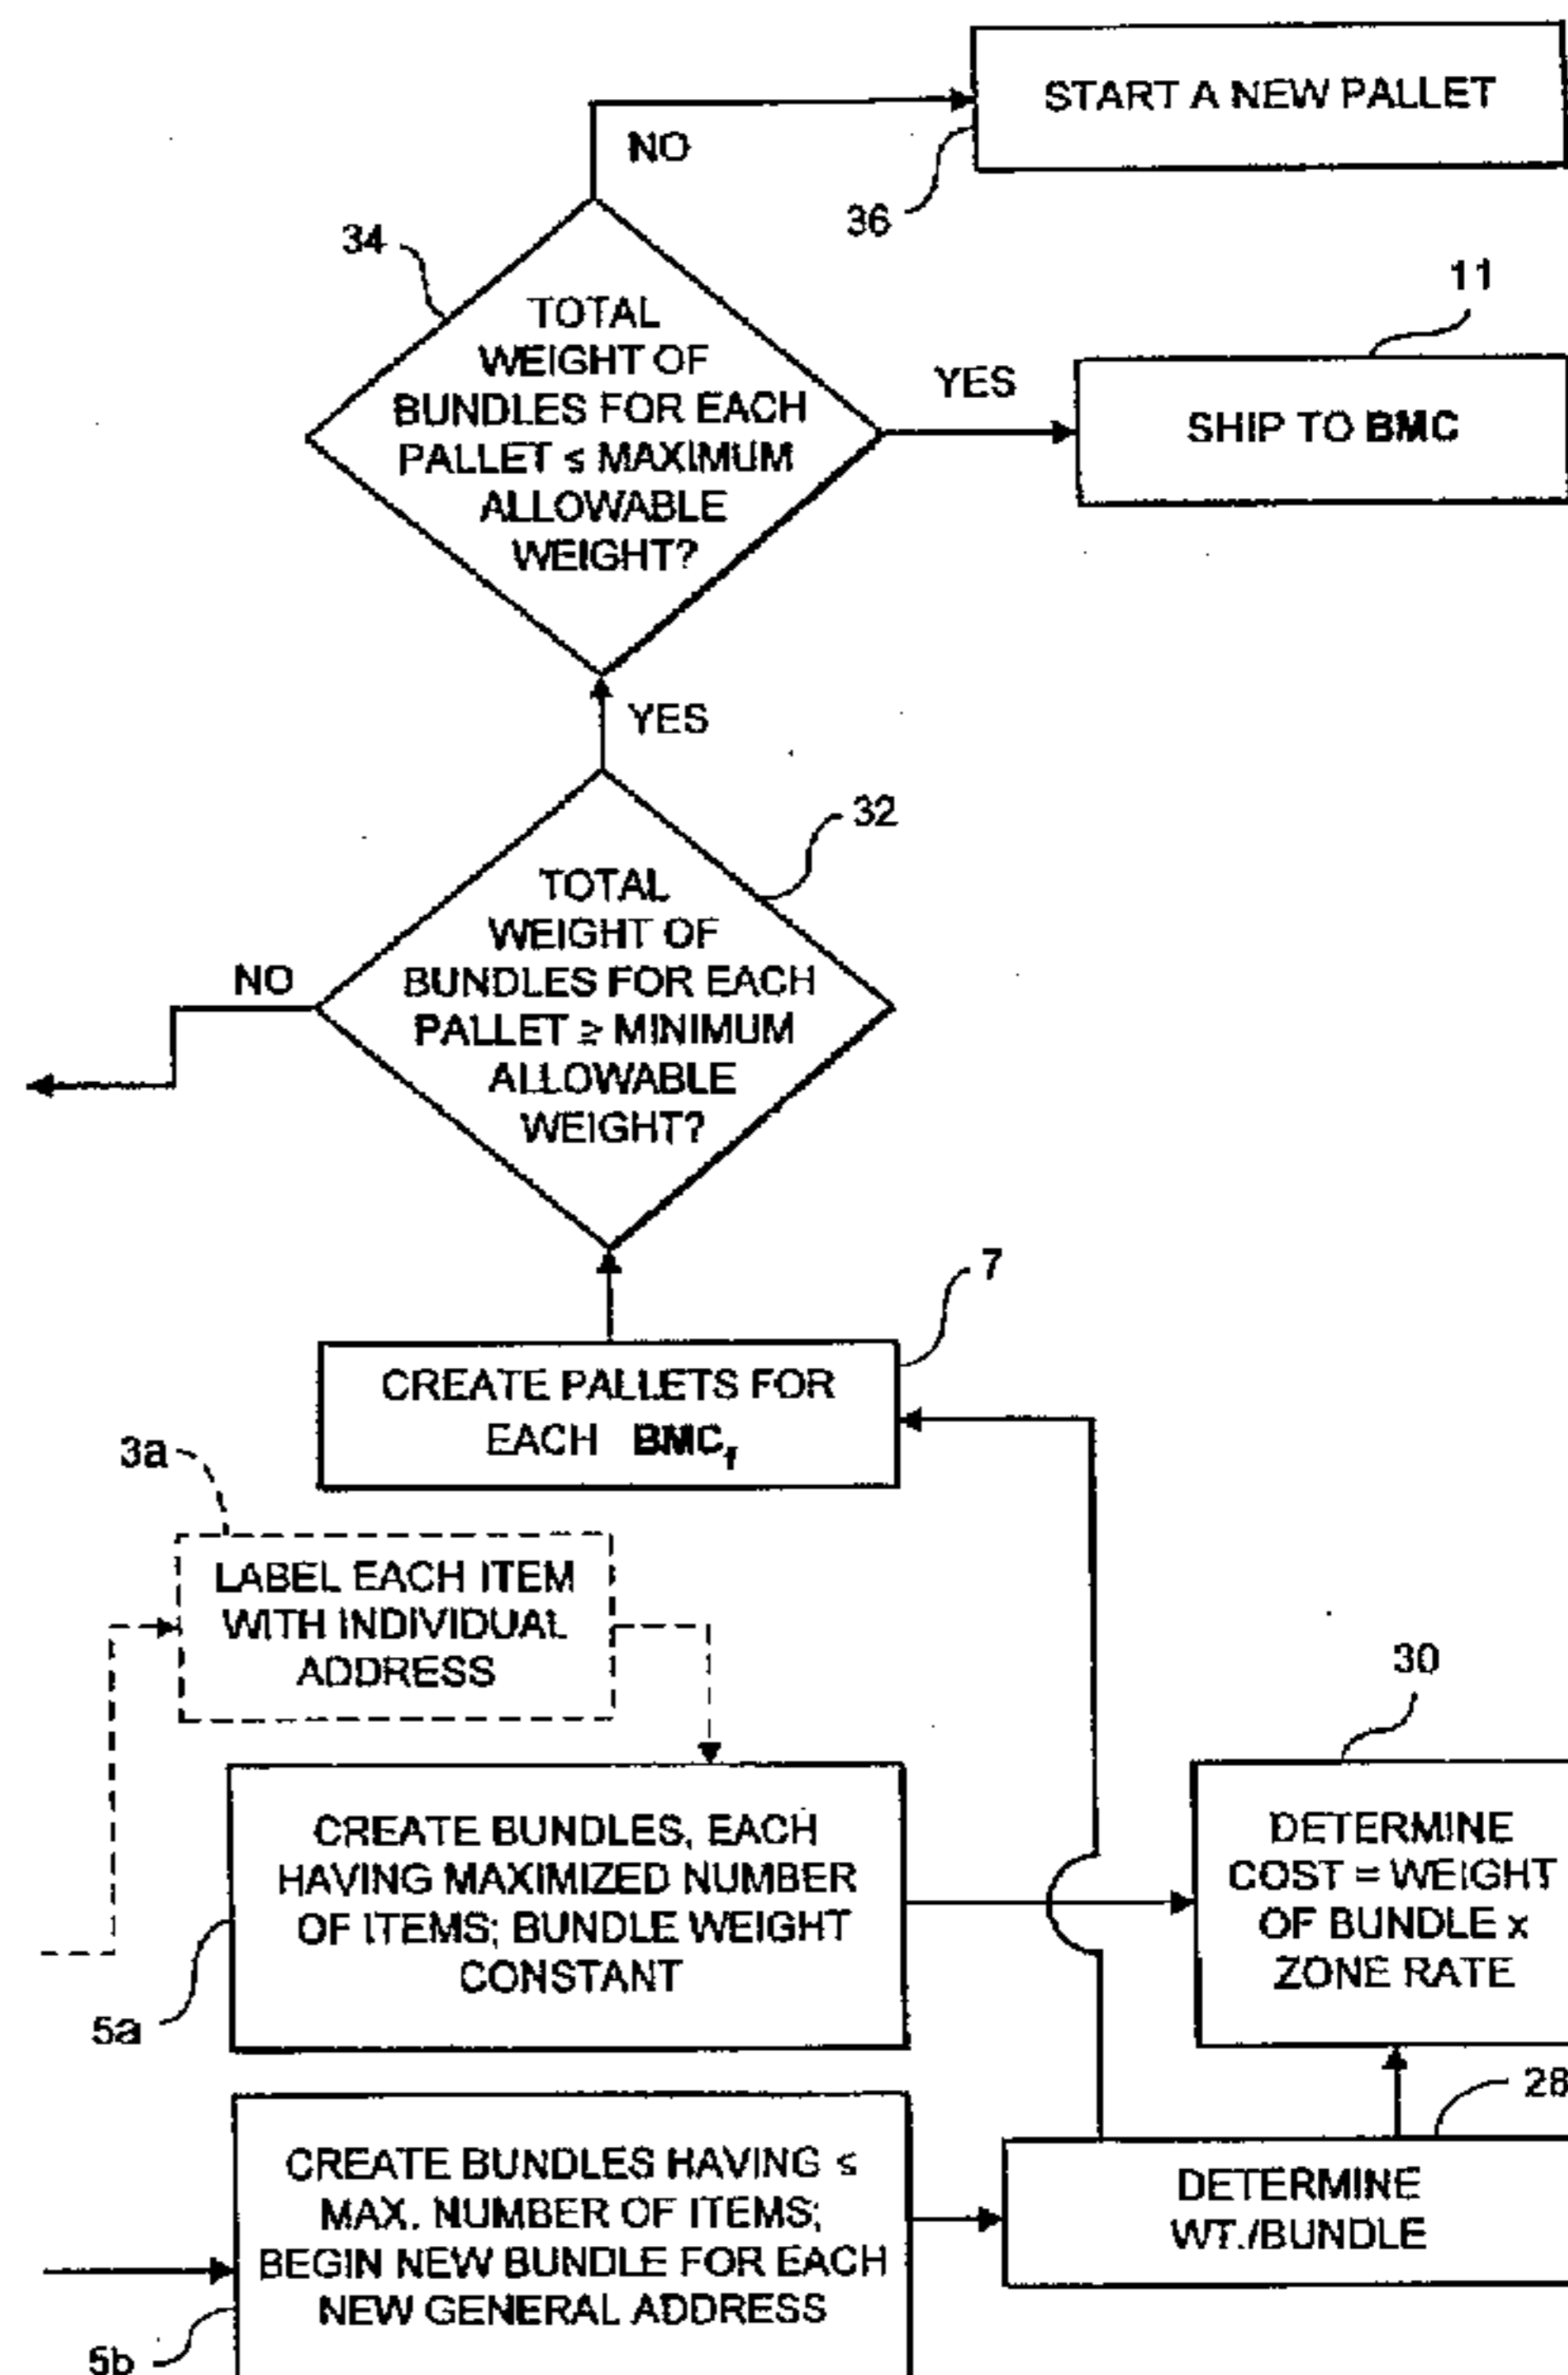 START A NEW PALLET
NO
36
34
11
TOTAL
WEIGHT OF
BUNDLES FOR EACH
PALLET ≤ MAXIMUM
ALLOWABLE
WEIGHT?
YES
SHIP TO BMC
YES
32
TOTAL
WEIGHT OF
BUNDLES FOR EACH
PALLET ≥ MINIMUM
ALLOWABLE
WEIGHT?
NO
7
CREATE PALLETS FOR
EACH BMCf
3a
LABEL EACH ITEM
WITH INDIVIDUAL
ADDRESS
30
CREATE BUNDLES, EACH
HAVING MAXIMIZED NUMBER
OF ITEMS; BUNDLE WEIGHT
CONSTANT
5a
DETERMINE
COST = WEIGHT
OF BUNDLE x
ZONE RATE
28
CREATE BUNDLES HAVING ≤
MAX. NUMBER OF ITEMS;
BEGIN NEW BUNDLE FOR EACH
NEW GENERAL ADDRESS
5b
DETERMINE
WT./BUNDLE